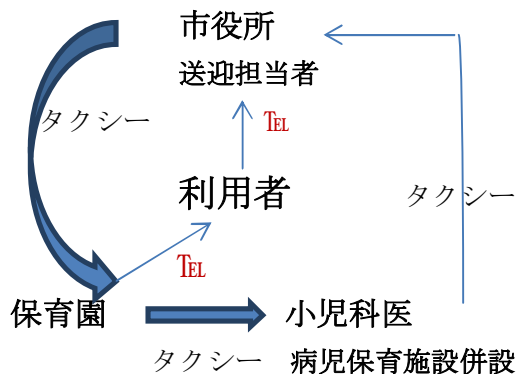 市役所
送迎担当者
タクシー
TEL
利用者
タクシー
TEL
保育園
小児科医
タクシー
病児保育施設併設